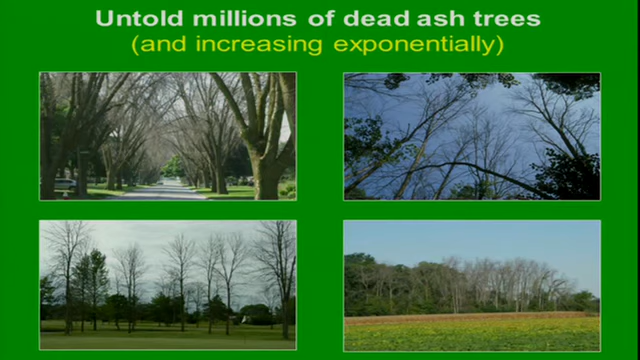 Untold millions of dead ash trees
(and increasing exponentially)